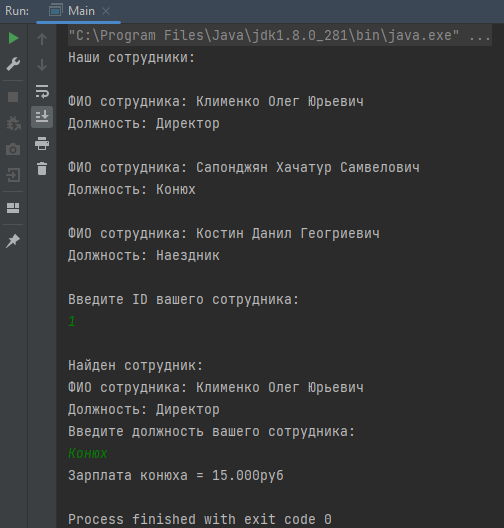 Run:
Main
"C:\Program Files\Java\jdk1.8.0_281\bin\java.exe" ...
Наши сотрудники:
ФИО сотрудника: Клименко Олег Юрьевич
Должность: Директор
ФИО сотрудника: Сапонджян Хачатур Самвелович
Должность: Конюх
ФИО сотрудника: Костин Данил Геогриевич
Должность: Наездник
Введите ID вашего сотрудника:
1
Найден сотрудник:
ФИО сотрудника: Клименко Олег Юрьевич
Должность: Директор
Введите должность вашего сотрудника:
Конюх
Зарплата конюха = 15.000руб
Process finished with exit code 0